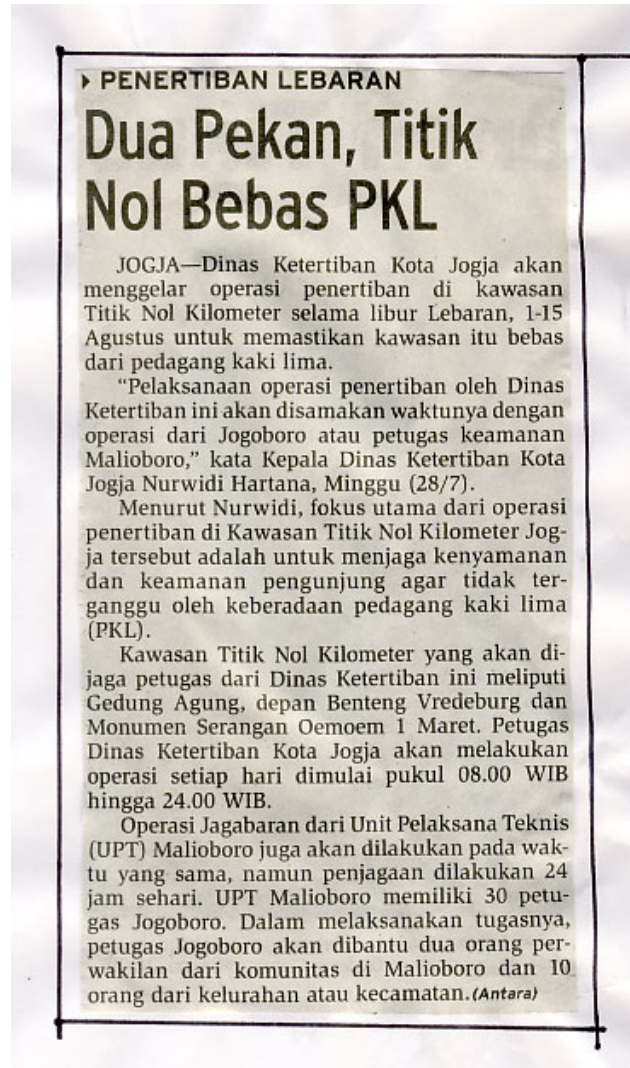 PENERTIBAN LEBARAN
Dua Pekan, Titik
Nol Bebas PKL
JOGJA—Dinas Ketertiban Kota Jogja akan
menggelar operasi penertiban di kawasan
Titik Nol Kilometer selama libur Lebaran, 1-15
Agustus untuk memastikan kawasan itu bebas
dari pedagang kaki lima.
“Pelaksanaan operasi penertiban oleh Dinas
Ketertiban ini akan disamakan waktunya dengan
operasi dari Jogoboro atau petugas keamanan
Malioboro,” kata Kepala Dinas Ketertiban Kota
Jogja Nurwidi Hartana, Minggu (28/7).
Menurut Nurwidi, fokus utama dari operasi
penertiban di Kawasan Titik Nol Kilometer Jog-
ja tersebut adalah untuk menjaga kenyamanan
dan keamanan pengunjung agar tidak ter-
ganggu oleh keberadaan pedagang kaki lima
(PKL).
Kawasan Titik Nol Kilometer yang akan di-
jaga petugas dari Dinas Ketertiban ini meliputi
Gedung Agung, depan Benteng Vredeburg dan
Monumen Serangan Oemoem 1 Maret. Petugas
Dinas Ketertiban Kota Jogja akan melakukan
operasi setiap hari dimulai pukul 08.00 WIB
hingga 24.00 WIB.
Operasi Jagabaran dari Unit Pelaksana Teknis
(UPT) Malioboro juga akan dilakukan pada wak-
tu yang sama, namun penjagaan dilakukan 24
jam sehari. UPT Malioboro memiliki 30 petu-
gas Jogoboro. Dalam melaksanakan tugasnya,
petugas Jogoboro akan dibantu dua orang per-
wakilan dari komunitas di Malioboro dan 10
orang dari kelurahan atau kecamatan. (Antara)